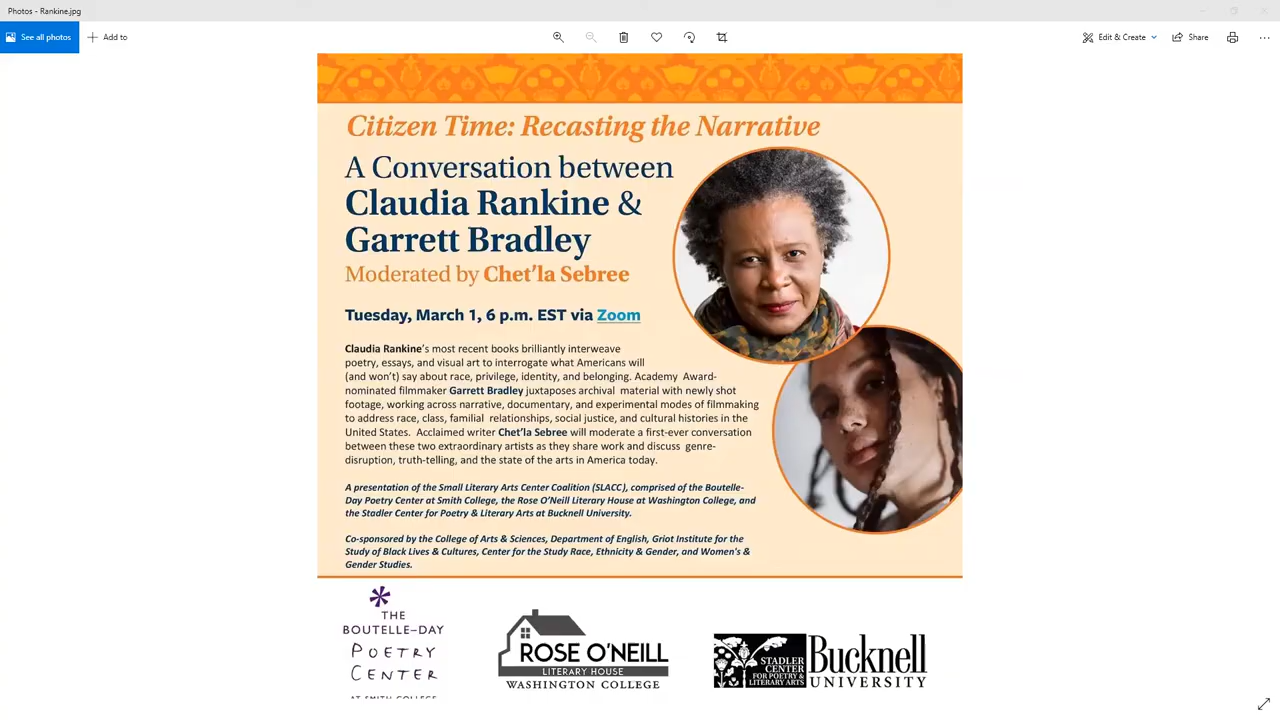 Photos - Rankine.jpg
See all photos
Add to
Edit & Create
Share
Citizen Time: Recasting the Narrative
A Conversation between
Claudia Rankine &
Garrett Bradley
Moderated by Chet'la Sebree
Tuesday, March 1, 6 p.m. EST via Zoom
Claudia Rankine's most recent books brilliantly interweave
poetry, essays, and visual art to interrogate what Americans will
(and won't) say about race, privilege, identity, and belonging. Academy Award-
nominated filmmaker Garrett Bradley juxtaposes archival material with newly shot
footage, working across narrative, documentary, and experimental modes of filmmaking
to address race, class, familial relationships, social justice, and cultural histories in the
United States. Acclaimed writer Chet'la Sebree will moderate a first-ever conversation
between these two extraordinary artists as they share work and discuss genre-
disruption, truth-telling, and the state of the arts in America today.
A presentation of the Small Literary Arts Center Coalition (SLACC), comprised of the Boutelle-
Day Poetry Center at Smith College, the Rose O'Neill Literary House at Washington College, and
the Stadler Center for Poetry & Literary Arts at Bucknell University.
Co-sponsored by the College of Arts & Sciences, Department of English, Griot Institute for the
Study of Black Lives & Cultures, Center for the Study Race, Ethnicity & Gender, and Women's &
Gender Studies.
THE
BOUTELLE-DAY
POETRY
CENTER
AT SMITH COLLEGE
ROSE O'NEILL
LITERARY HOUSE
WASHINGTON COLLEGE
STADLER
CENTER
FOR POETRY &
LITERARY ARTS
Bucknell
UNIVERSITY